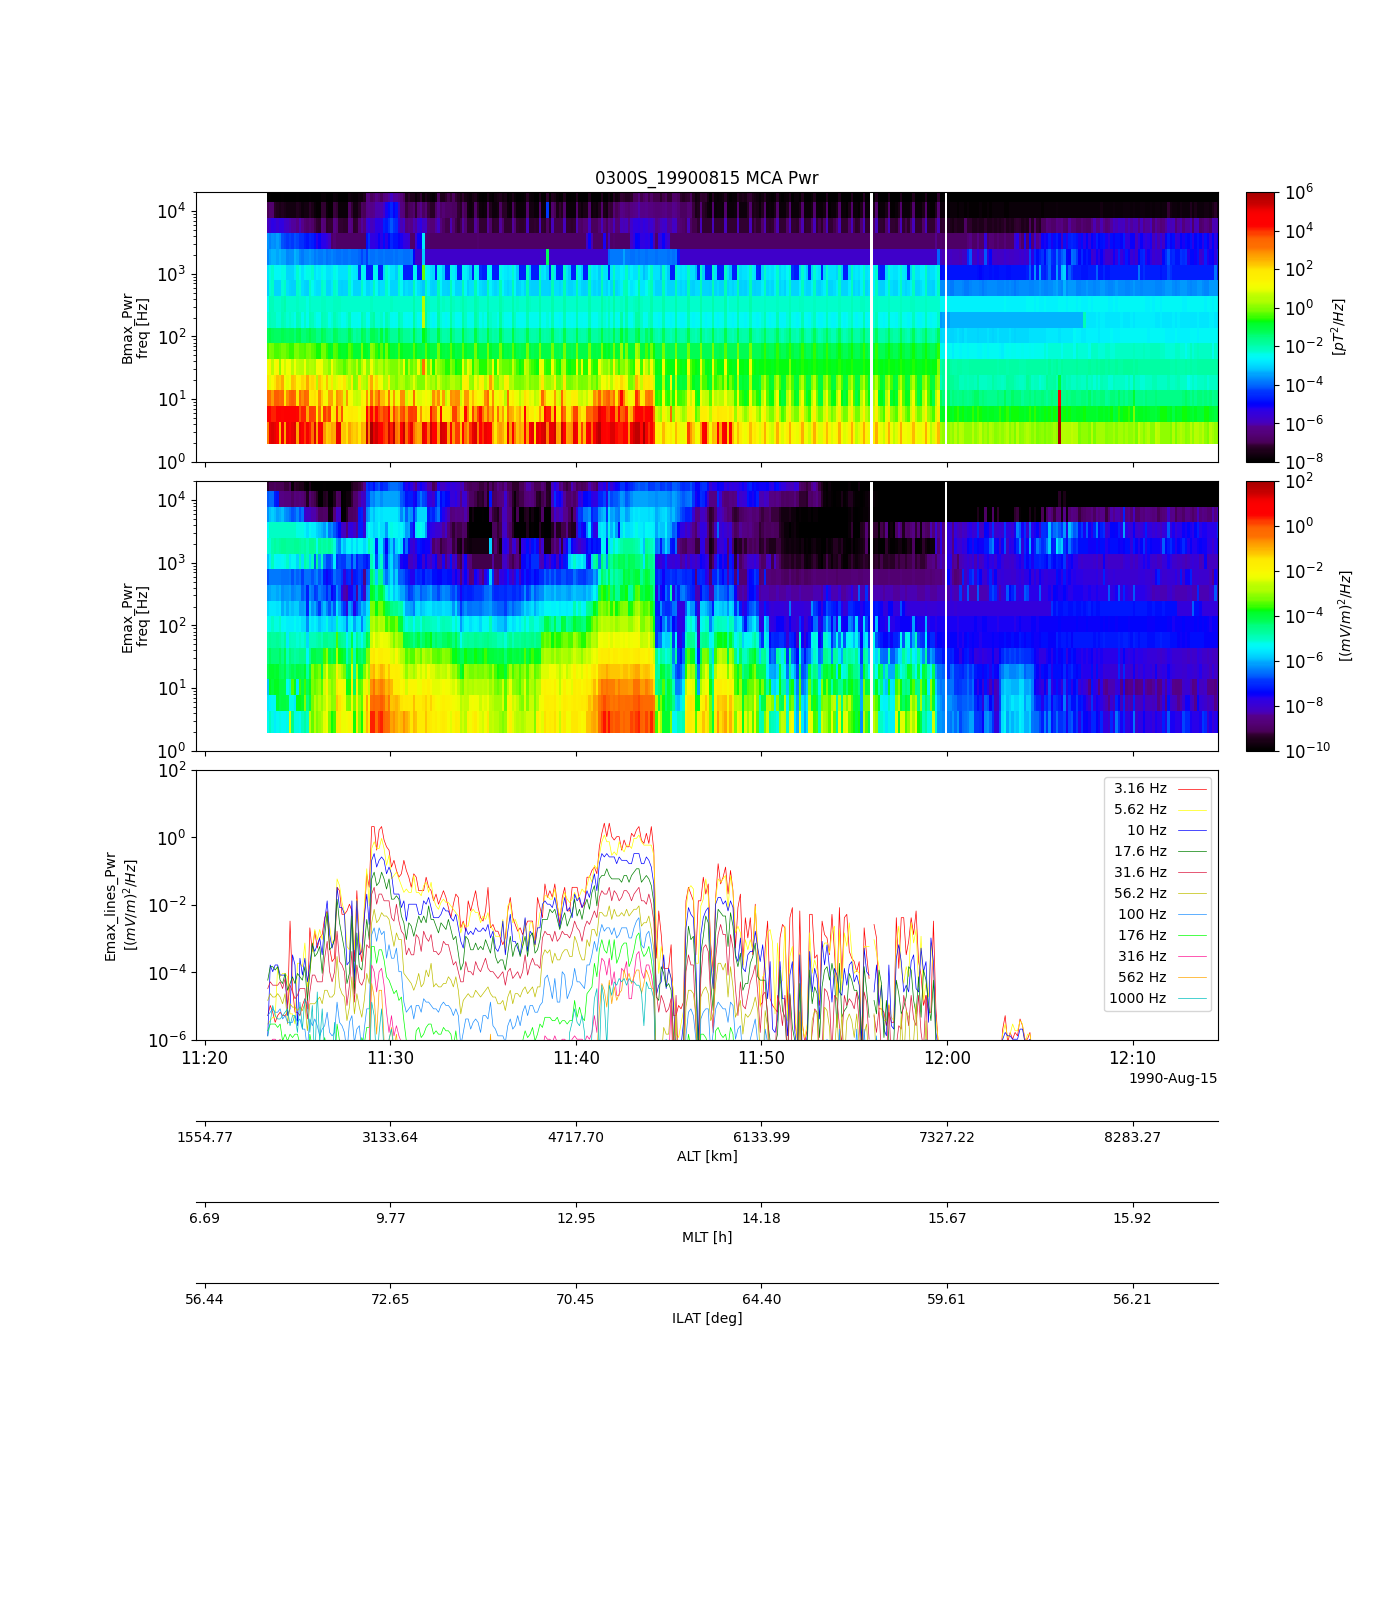 0300S_19900815 MCA Pwr
10^4
10^3
10^2
10^1
10^0
Bmax_Pwr
freq [Hz]
10^6
10^4
10^2
10^0
10^-2
10^-4
10^-6
10^-8
[pT^2/Hz]
10^4
10^3
10^2
10^1
10^0
Emax_Pwr
freq [Hz]
10^2
10^0
10^-2
10^-4
10^-6
10^-8
10^-10
[(mV/m)^2/Hz]
10^2
10^0
10^-2
10^-4
10^-6
Emax_lines_Pwr
[(mV/m)^2/Hz]
3.16 Hz
5.62 Hz
10 Hz
17.6 Hz
31.6 Hz
56.2 Hz
100 Hz
176 Hz
316 Hz
562 Hz
1000 Hz
11:20 11:30 11:40 11:50 12:00 12:10
1990-Aug-15
1554.77 3133.64 4717.70 6133.99 7327.22 8283.27
ALT [km]
6.69 9.77 12.95 14.18 15.67 15.92
MLT [h]
56.44 72.65 70.45 64.40 59.61 56.21
ILAT [deg]